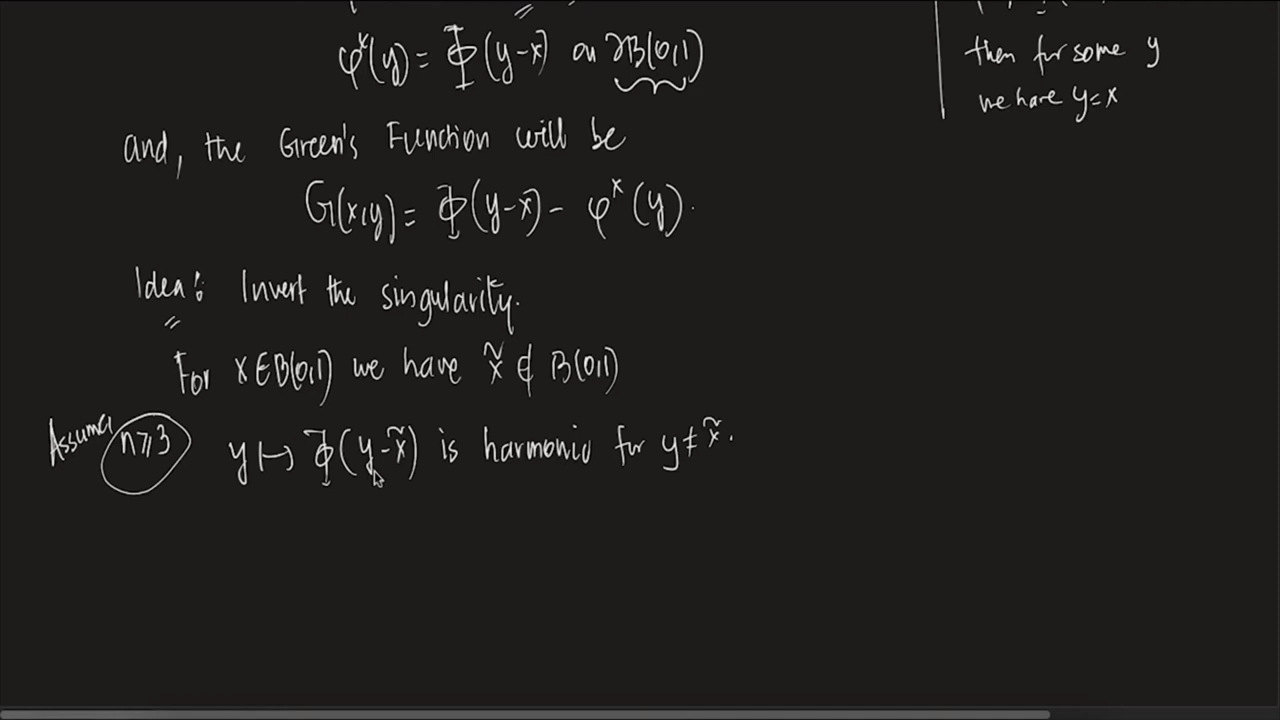 φˣ(y) = Φ(y-x) on ∂B(0,1)
then for some y
we have y=x
and, the Green's Function will be
G(x,y) = Φ(y-x) - φˣ(y).
Idea: Invert the singularity.
For x∈B(0,1) we have x̃ ∉ B(0,1)
Assume n≥3 y ↦ Φ(y-x̃) is harmonic for y≠x̃.